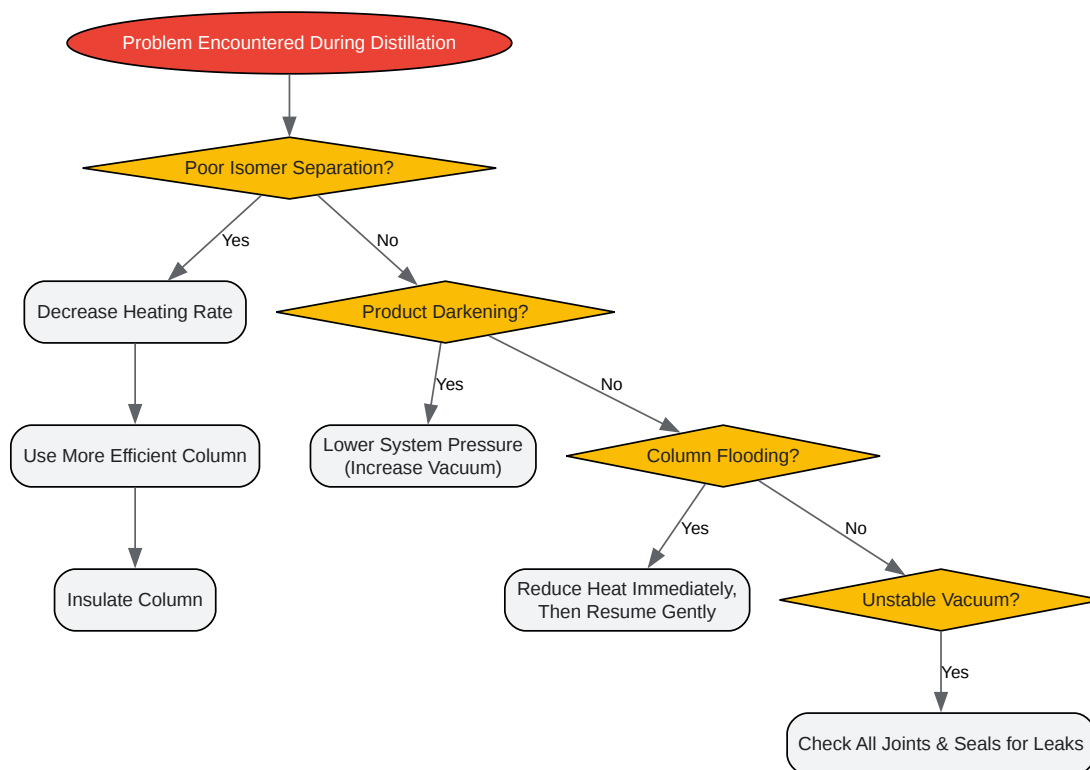 Problem Encountered During Distillation
Poor Isomer Separation?
Yes
No
Decrease Heating Rate
Product Darkening?
Yes
No
Use More Efficient Column
Lower System Pressure
(Increase Vacuum)
Column Flooding?
Yes
No
Insulate Column
Reduce Heat Immediately,
Then Resume Gently
Unstable Vacuum?
Yes
Check All Joints & Seals for Leaks